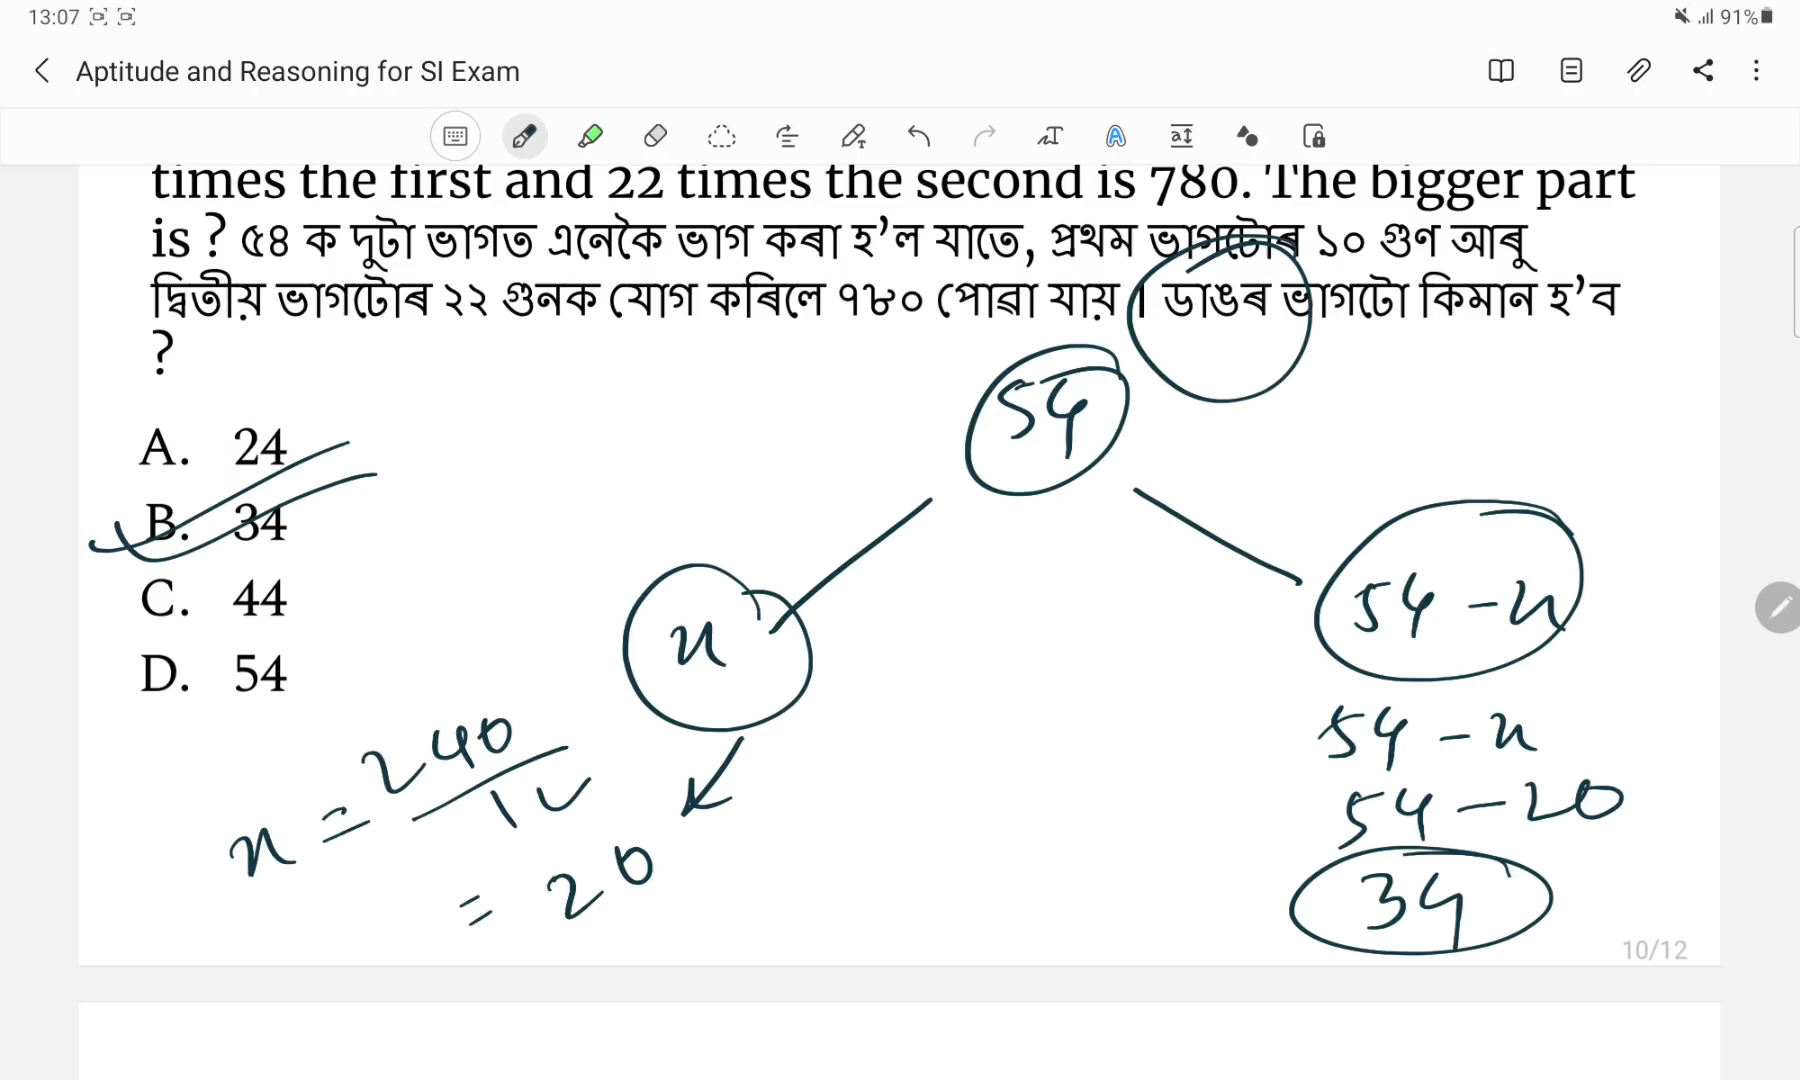 13:07
91%
Aptitude and Reasoning for SI Exam
times the first and 22 times the second is 780. The bigger part
is ? ৫৪ ক দুটা ভাগত এনেকৈ ভাগ কৰা হ’ল যাতে, প্ৰথম ভাগটোৰ ১০ গুণ আৰু
দ্বিতীয় ভাগটোৰ ২২ গুনক যোগ কৰিলে ৭৮০ পোৱা যায় । ডাঙৰ ভাগটো কিমান হ’ব
?
54
A. 24
B. 34
C. 44
D. 54
x
54 - x
x = 240/12
= 20
54 - x
54 - 20
34
10/12